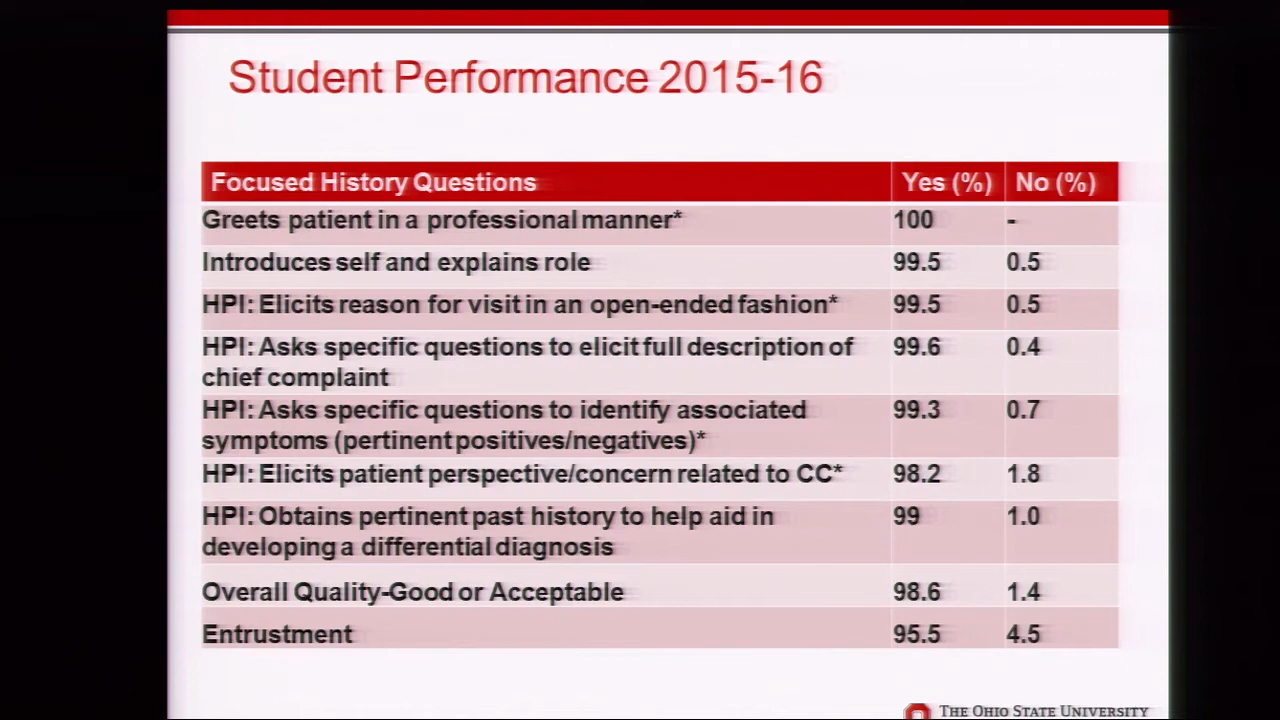 Student Performance 2015-16
Focused History Questions Yes (%) No (%)
Greets patient in a professional manner* 100 -
Introduces self and explains role 99.5 0.5
HPI: Elicits reason for visit in an open-ended fashion* 99.5 0.5
HPI: Asks specific questions to elicit full description of 99.6 0.4
chief complaint
HPI: Asks specific questions to identify associated 99.3 0.7
symptoms (pertinent positives/negatives)*
HPI: Elicits patient perspective/concern related to CC* 98.2 1.8
HPI: Obtains pertinent past history to help aid in 99 1.0
developing a differential diagnosis
Overall Quality-Good or Acceptable 98.6 1.4
Entrustment 95.5 4.5
THE OHIO STATE UNIVERSITY